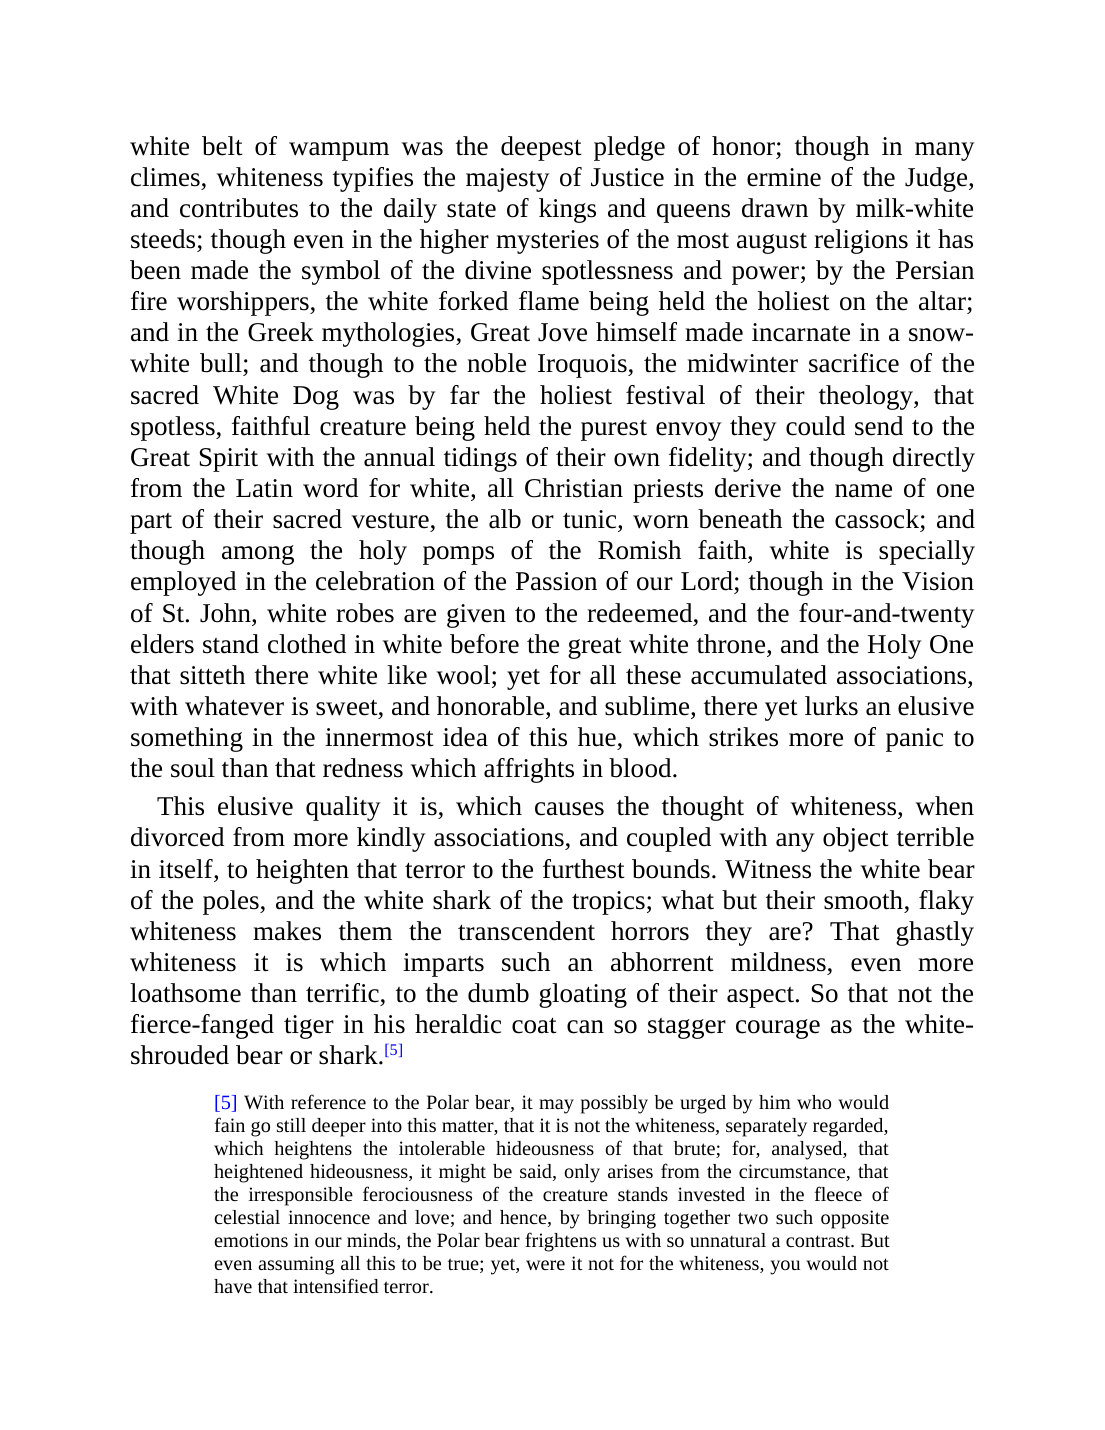 white belt of wampum was the deepest pledge of honor; though in many
climes, whiteness typifies the majesty of Justice in the ermine of the Judge,
and contributes to the daily state of kings and queens drawn by milk-white
steeds; though even in the higher mysteries of the most august religions it has
been made the symbol of the divine spotlessness and power; by the Persian
fire worshippers, the white forked flame being held the holiest on the altar;
and in the Greek mythologies, Great Jove himself made incarnate in a snow-
white bull; and though to the noble Iroquois, the midwinter sacrifice of the
sacred White Dog was by far the holiest festival of their theology, that
spotless, faithful creature being held the purest envoy they could send to the
Great Spirit with the annual tidings of their own fidelity; and though directly
from the Latin word for white, all Christian priests derive the name of one
part of their sacred vesture, the alb or tunic, worn beneath the cassock; and
though among the holy pomps of the Romish faith, white is specially
employed in the celebration of the Passion of our Lord; though in the Vision
of St. John, white robes are given to the redeemed, and the four-and-twenty
elders stand clothed in white before the great white throne, and the Holy One
that sitteth there white like wool; yet for all these accumulated associations,
with whatever is sweet, and honorable, and sublime, there yet lurks an elusive
something in the innermost idea of this hue, which strikes more of panic to
the soul than that redness which affrights in blood.
This elusive quality it is, which causes the thought of whiteness, when
divorced from more kindly associations, and coupled with any object terrible
in itself, to heighten that terror to the furthest bounds. Witness the white bear
of the poles, and the white shark of the tropics; what but their smooth, flaky
whiteness makes them the transcendent horrors they are? That ghastly
whiteness it is which imparts such an abhorrent mildness, even more
loathsome than terrific, to the dumb gloating of their aspect. So that not the
fierce-fanged tiger in his heraldic coat can so stagger courage as the white-
shrouded bear or shark.[5]
[5] With reference to the Polar bear, it may possibly be urged by him who would
fain go still deeper into this matter, that it is not the whiteness, separately regarded,
which heightens the intolerable hideousness of that brute; for, analysed, that
heightened hideousness, it might be said, only arises from the circumstance, that
the irresponsible ferociousness of the creature stands invested in the fleece of
celestial innocence and love; and hence, by bringing together two such opposite
emotions in our minds, the Polar bear frightens us with so unnatural a contrast. But
even assuming all this to be true; yet, were it not for the whiteness, you would not
have that intensified terror.